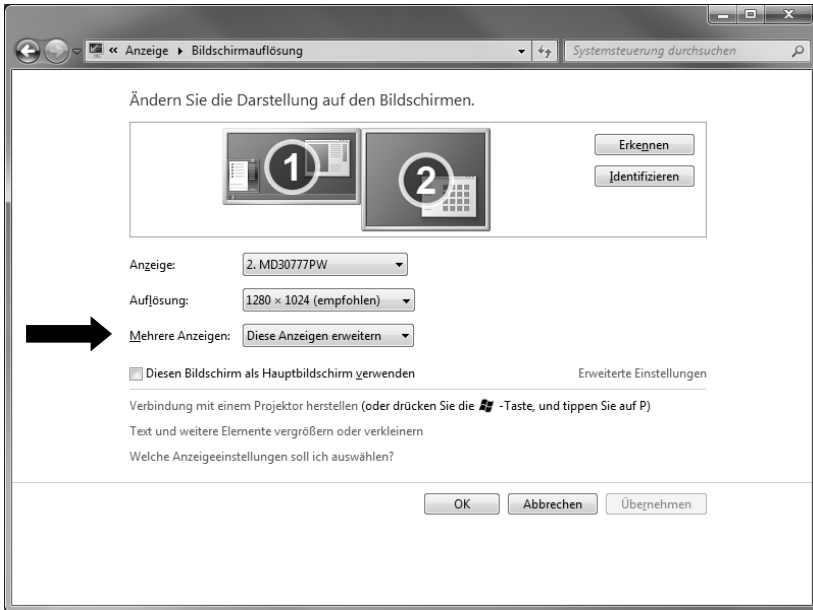 « Anzeige ▸ Bildschirmauflösung
Systemsteuerung durchsuchen
Ändern Sie die Darstellung auf den Bildschirmen.
1
2
Erkennen
Identifizieren
Anzeige: 2. MD30777PW
Auflösung: 1280 × 1024 (empfohlen)
Mehrere Anzeigen: Diese Anzeigen erweitern
Diesen Bildschirm als Hauptbildschirm verwenden Erweiterte Einstellungen
Verbindung mit einem Projektor herstellen (oder drücken Sie die -Taste, und tippen Sie auf P)
Text und weitere Elemente vergrößern oder verkleinern
Welche Anzeigeeinstellungen soll ich auswählen?
OK Abbrechen Übernehmen